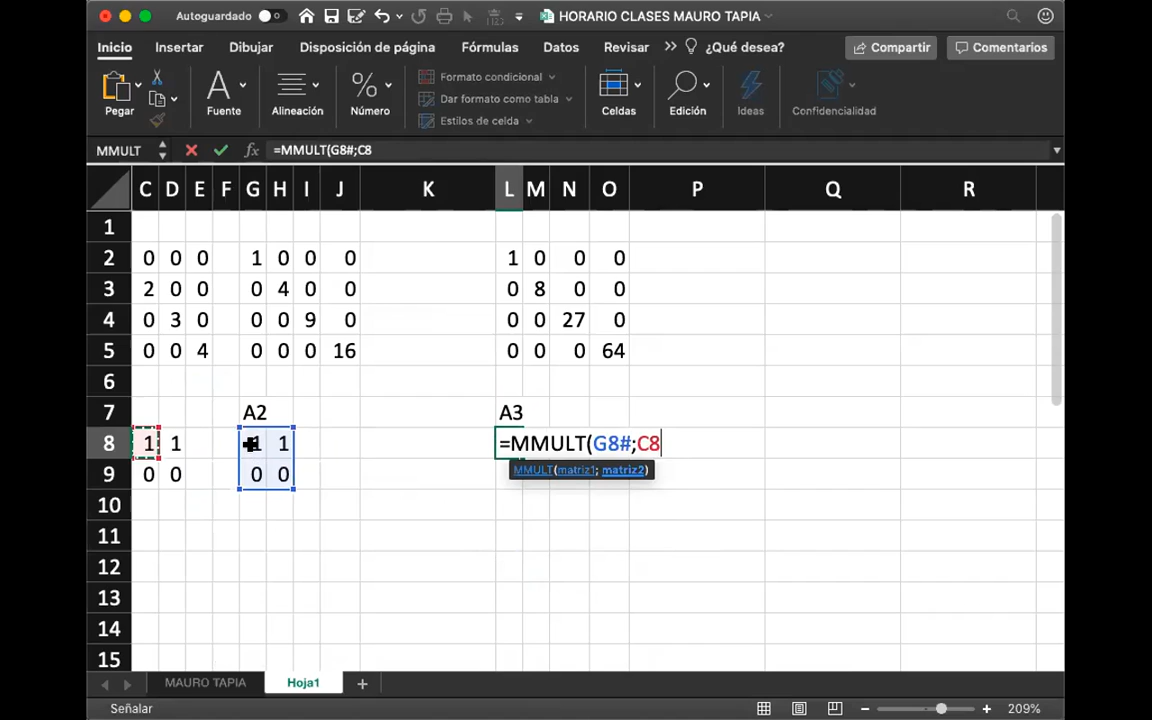 Autoguardado
HORARIO CLASES MAURO TAPIA
Inicio Insertar Dibujar Disposición de página Fórmulas Datos Revisar >> ¿Qué desea? Compartir Comentarios
Pegar Fuente Alineación % Número Formato condicional Dar formato como tabla Estilos de celda Celdas Edición Ideas Confidencialidad
MMULT fx =MMULT(G8#;C8
C D E F G H I J K L M N O P Q R
1
2 0 0 0 1 0 0 0 1 0 0 0
3 2 0 0 0 4 0 0 0 8 0 0
4 0 3 0 0 0 9 0 0 0 27 0
5 0 0 4 0 0 0 16 0 0 0 64
6
7 A2 A3
8 1 1 1 1 =MMULT(G8#;C8
9 0 0 0 0 MMULT(matriz1; matriz2)
10
11
12
13
14
15
MAURO TAPIA Hoja1 +
Señalar 209%